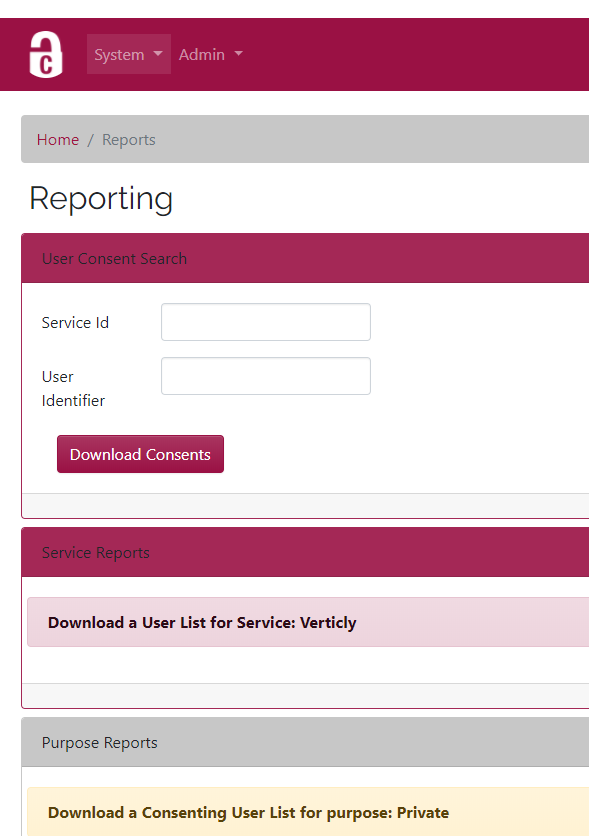 C
System Admin
Home / Reports
Reporting
User Consent Search
Service Id
User
Identifier
Download Consents
Service Reports
Download a User List for Service: Verticly
Purpose Reports
Download a Consenting User List for purpose: Private